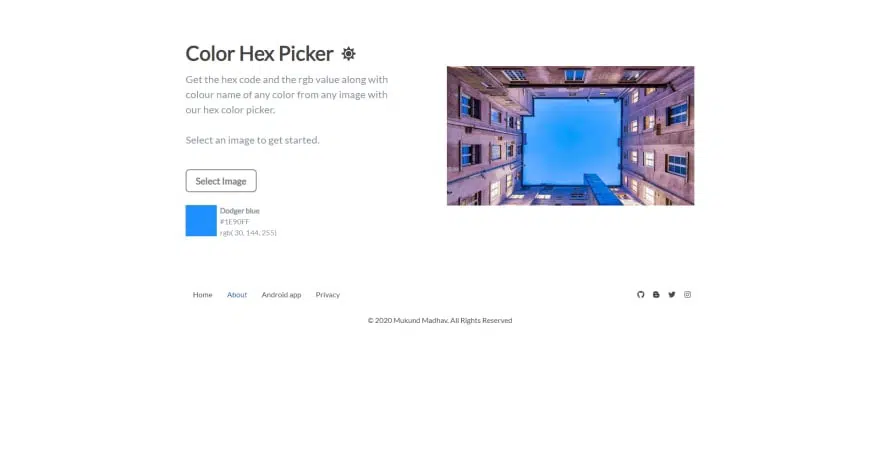 Color Hex Picker
Get the hex code and the rgb value along with
colour name of any color from any image with
our hex color picker.
Select an image to get started.
Select Image
Dodger blue
#1E90FF
rgb( 30, 144, 255)
Home About Android app Privacy
© 2020 Mukund Madhav. All Rights Reserved